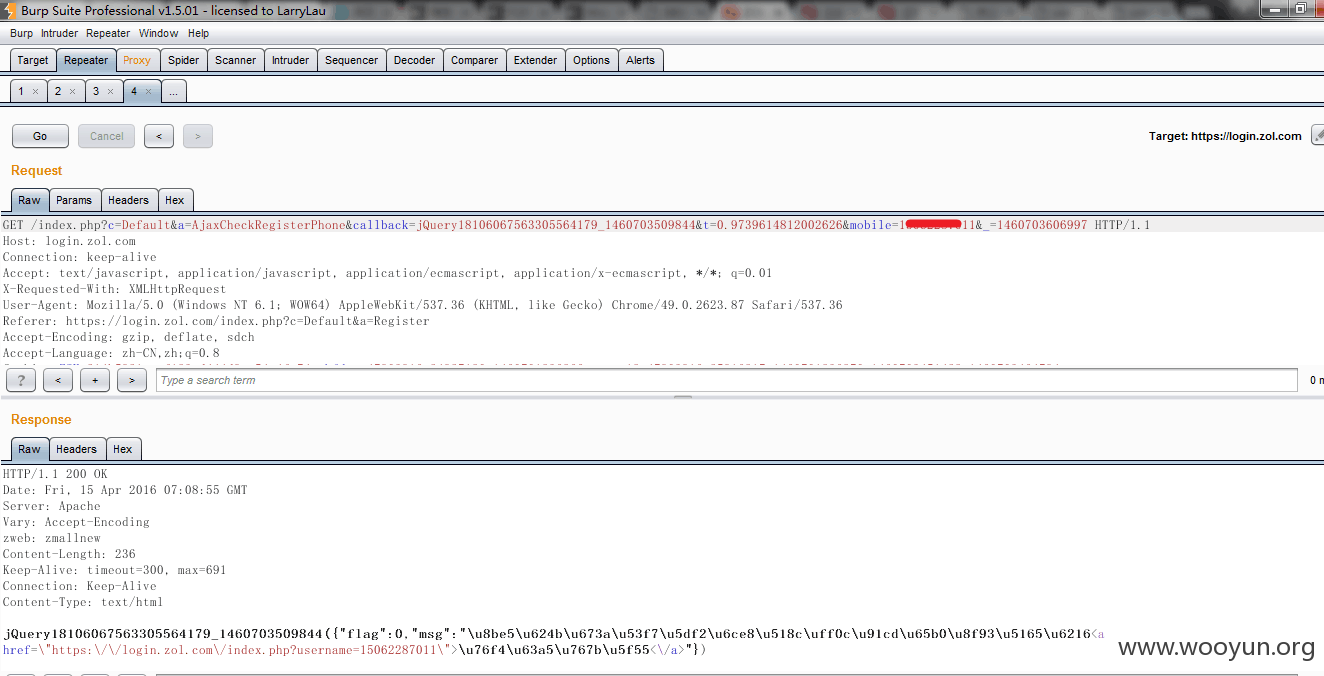 Burp Suite Professional v1.5.01 - licensed to LarryLau
Burp Intruder Repeater Window Help
Target Repeater Proxy Spider Scanner Intruder Sequencer Decoder Comparer Extender Options Alerts
1 × 2 × 3 × 4 × ...
Go Cancel < > Target: https://login.zol.com
Request
Raw Params Headers Hex
GET /index.php?c=Default&a=AjaxCheckRegisterPhone&callback=jQuery18106067563305564179_1460703509844&t=0.9739614812002626&mobile=1 11&_=1460703606997 HTTP/1.1
Host: login.zol.com
Connection: keep-alive
Accept: text/javascript, application/javascript, application/ecmascript, application/x-ecmascript, */*; q=0.01
X-Requested-With: XMLHttpRequest
User-Agent: Mozilla/5.0 (Windows NT 6.1; WOW64) AppleWebKit/537.36 (KHTML, like Gecko) Chrome/49.0.2623.87 Safari/537.36
Referer: https://login.zol.com/index.php?c=Default&a=Register
Accept-Encoding: gzip, deflate, sdch
Accept-Language: zh-CN,zh;q=0.8
? < + > Type a search term 0 m
Response
Raw Headers Hex
HTTP/1.1 200 OK
Date: Fri, 15 Apr 2016 07:08:55 GMT
Server: Apache
Vary: Accept-Encoding
zweb: zmallnew
Content-Length: 236
Keep-Alive: timeout=300, max=691
Connection: Keep-Alive
Content-Type: text/html
jQuery18106067563305564179_1460703509844({"flag":0,"msg":"\u8be5\u624b\u673a\u53f7\u5df2\u6ce8\u518c\uff0c\u91cd\u65b0\u8f93\u5165\u6216<a
href=\"https:\/\/login.zol.com\/index.php?username=15062287011\">\u76f4\u63a5\u767b\u5f55<\/a>"})
www.wooyun.org